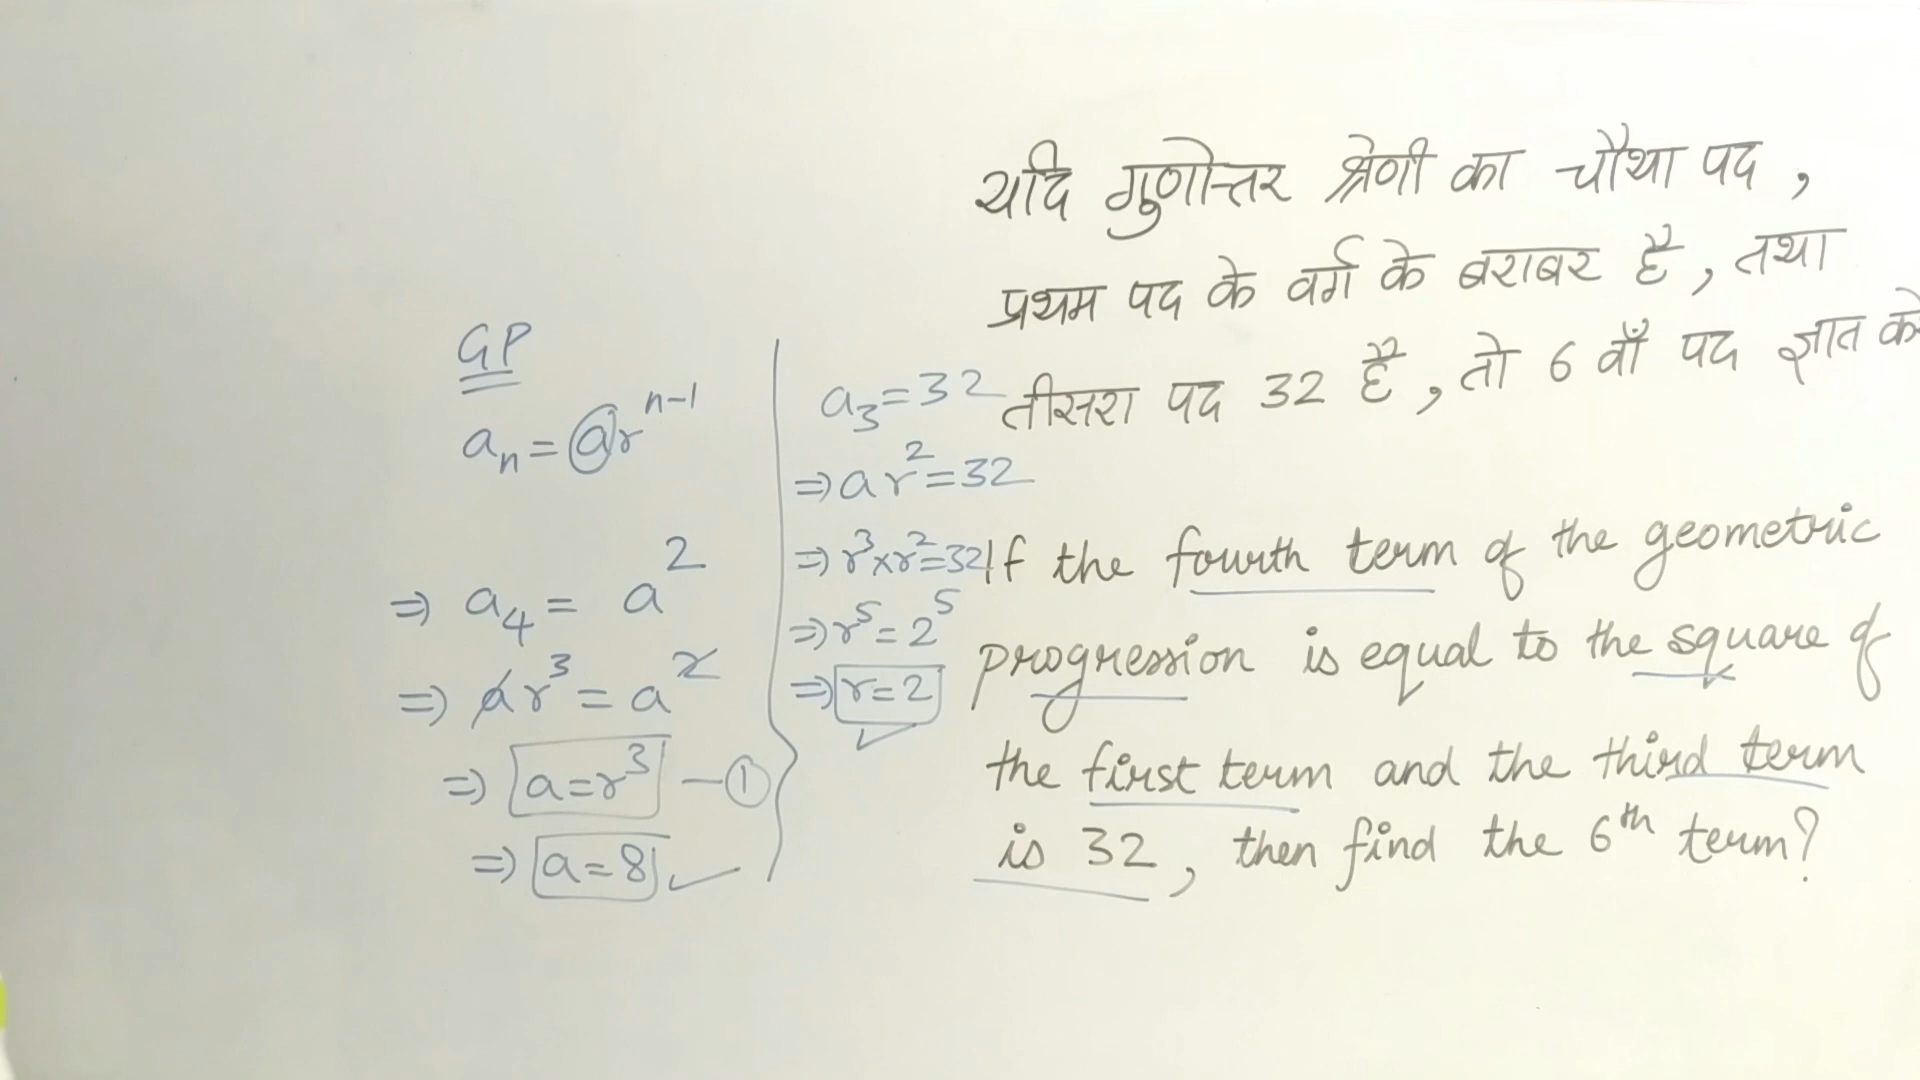 यदि गुणोत्तर श्रेणी का चौथा पद,
प्रथम पद के वर्ग के बराबर है, तथा
तीसरा पद 32 है, तो 6 वाँ पद ज्ञात करे
If the fourth term of the geometric
progression is equal to the square of
the first term and the third term
is 32, then find the 6th term?
GP
aₙ = ar^(n-1)
⇒ a₄ = a²
⇒ ar³ = a²
⇒ a=r³ — ①
⇒ a=8
a₃=32
⇒ ar²=32
⇒ r³×r²=32
⇒ r⁵=2⁵
⇒ r=2